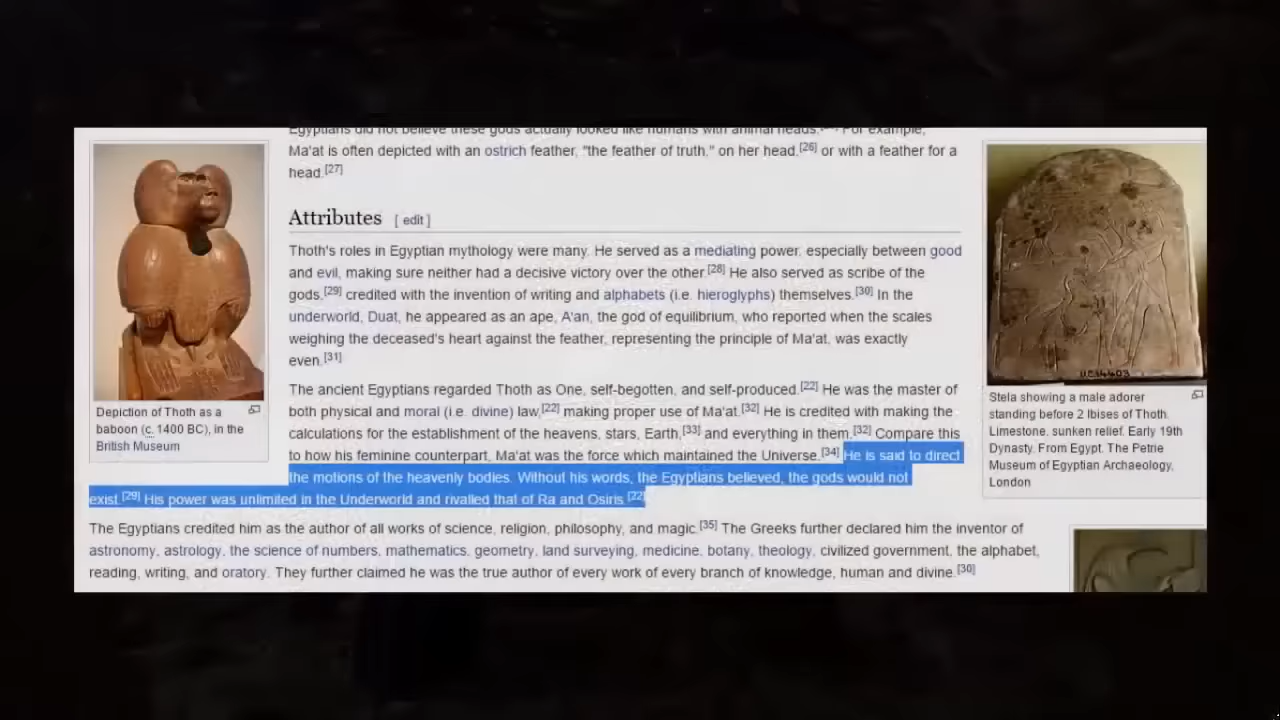 Egyptians did not believe these gods actually looked like humans with animal heads. For example,
Ma'at is often depicted with an ostrich feather, "the feather of truth," on her head.[26] or with a feather for a
head.[27]
Attributes [ edit ]
Thoth's roles in Egyptian mythology were many. He served as a mediating power, especially between good
and evil, making sure neither had a decisive victory over the other.[28] He also served as scribe of the
gods,[29] credited with the invention of writing and alphabets (i.e. hieroglyphs) themselves.[30] In the
underworld, Duat, he appeared as an ape, A'an, the god of equilibrium, who reported when the scales
weighing the deceased's heart against the feather, representing the principle of Ma'at, was exactly
even.[31]
The ancient Egyptians regarded Thoth as One, self-begotten, and self-produced.[22] He was the master of
both physical and moral (i.e. divine) law,[22] making proper use of Ma'at.[32] He is credited with making the
calculations for the establishment of the heavens, stars, Earth,[33] and everything in them.[32] Compare this
to how his feminine counterpart, Ma'at was the force which maintained the Universe.[34] He is said to direct
the motions of the heavenly bodies. Without his words, the Egyptians believed, the gods would not
exist.[29] His power was unlimited in the Underworld and rivalled that of Ra and Osiris.[22]
The Egyptians credited him as the author of all works of science, religion, philosophy, and magic.[35] The Greeks further declared him the inventor of
astronomy, astrology, the science of numbers, mathematics, geometry, land surveying, medicine, botany, theology, civilized government, the alphabet,
reading, writing, and oratory. They further claimed he was the true author of every work of every branch of knowledge, human and divine.[30]
Depiction of Thoth as a
baboon (c. 1400 BC), in the
British Museum
UC14403
Stela showing a male adorer
standing before 2 Ibises of Thoth.
Limestone, sunken relief. Early 19th
Dynasty. From Egypt. The Petrie
Museum of Egyptian Archaeology,
London